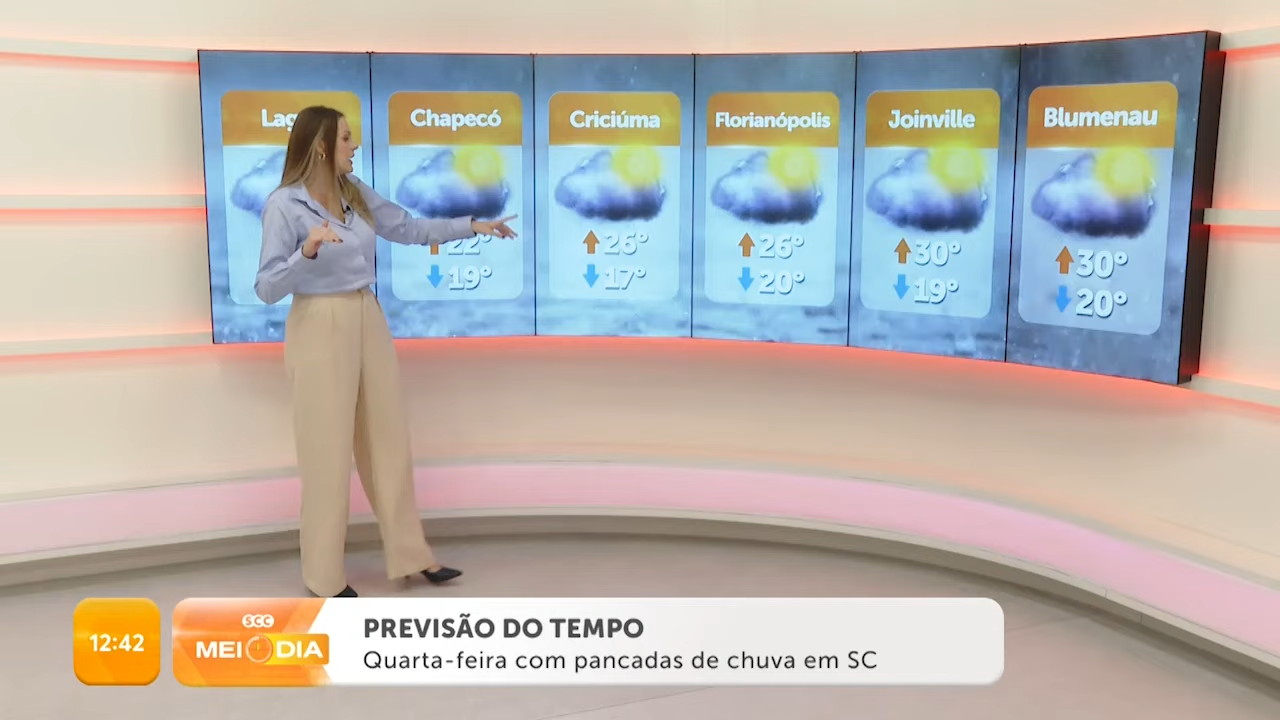 Chapecó
Criciúma
Florianópolis
Joinville
Blumenau
22°
26°
26°
30°
30°
19°
17°
20°
19°
20°
12:42
SCC
MEIO DIA
PREVISÃO DO TEMPO
Quarta-feira com pancadas de chuva em SC